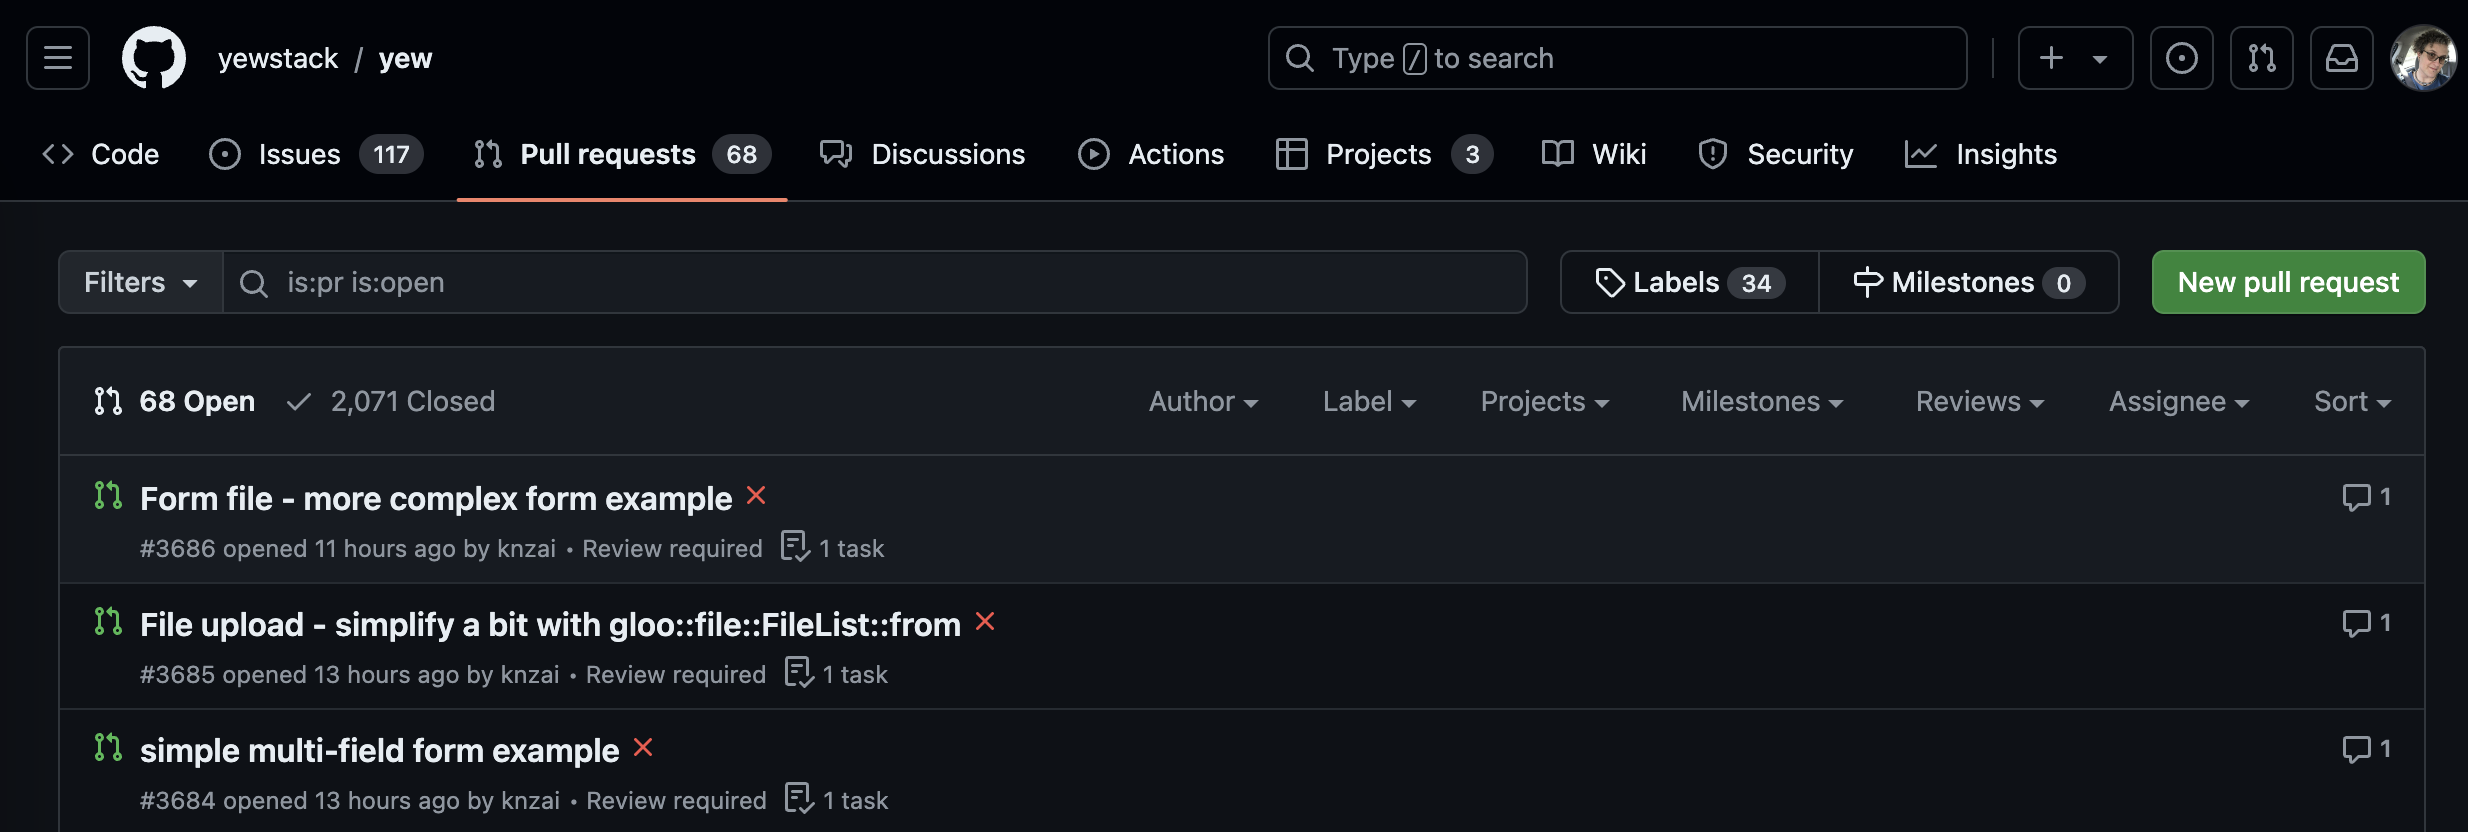 yewstack / yew
Type / to search
Code Issues 117 Pull requests 68 Discussions Actions Projects 3 Wiki Security Insights
Filters is:pr is:open Labels 34 Milestones 0 New pull request
68 Open 2,071 Closed Author Label Projects Milestones Reviews Assignee Sort
Form file - more complex form example 1
#3686 opened 11 hours ago by knzai • Review required 1 task
File upload - simplify a bit with gloo::file::FileList::from 1
#3685 opened 13 hours ago by knzai • Review required 1 task
simple multi-field form example 1
#3684 opened 13 hours ago by knzai • Review required 1 task